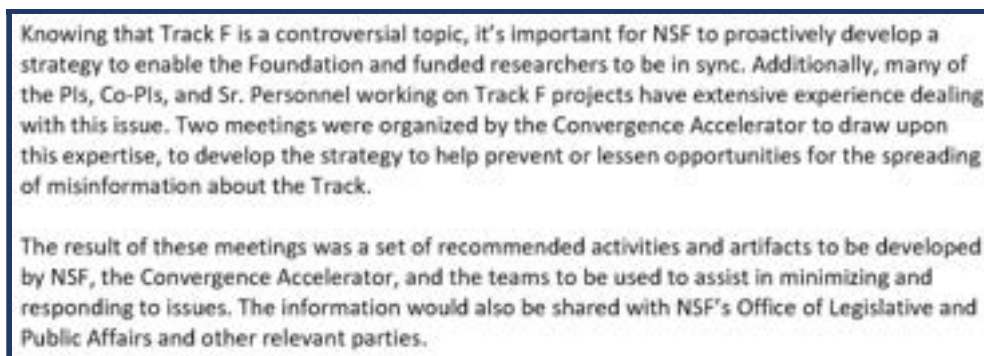 Knowing that Track F is a controversial topic, it's important for NSF to proactively develop a
strategy to enable the Foundation and funded researchers to be in sync. Additionally, many of
the PIs, Co-PIs, and Sr. Personnel working on Track F projects have extensive experience dealing
with this issue. Two meetings were organized by the Convergence Accelerator to draw upon
this expertise, to develop the strategy to help prevent or lessen opportunities for the spreading
of misinformation about the Track.
The result of these meetings was a set of recommended activities and artifacts to be developed
by NSF, the Convergence Accelerator, and the teams to be used to assist in minimizing and
responding to issues. The information would also be shared with NSF's Office of Legislative and
Public Affairs and other relevant parties.